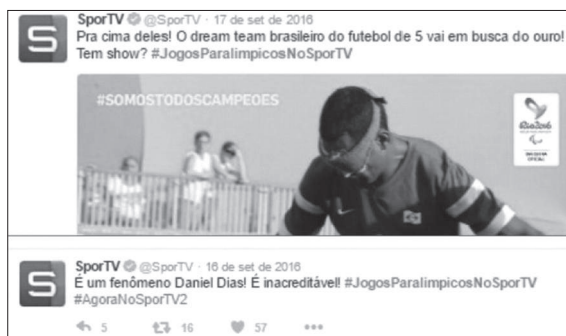 SporTV @SporTV · 17 de set de 2016
Pra cima deles! O dream team brasileiro do futebol de 5 vai em busca do ouro!
Tem show? #JogosParalimpicosNoSporTV
#SOMOSTODOSCAMPEOES
Rio2016
SporTV @SporTV · 16 de set de 2016
É um fenômeno Daniel Dias! É inacreditável! #JogosParalimpicosNoSporTV
#AgoraNoSporTV2
5 16 57